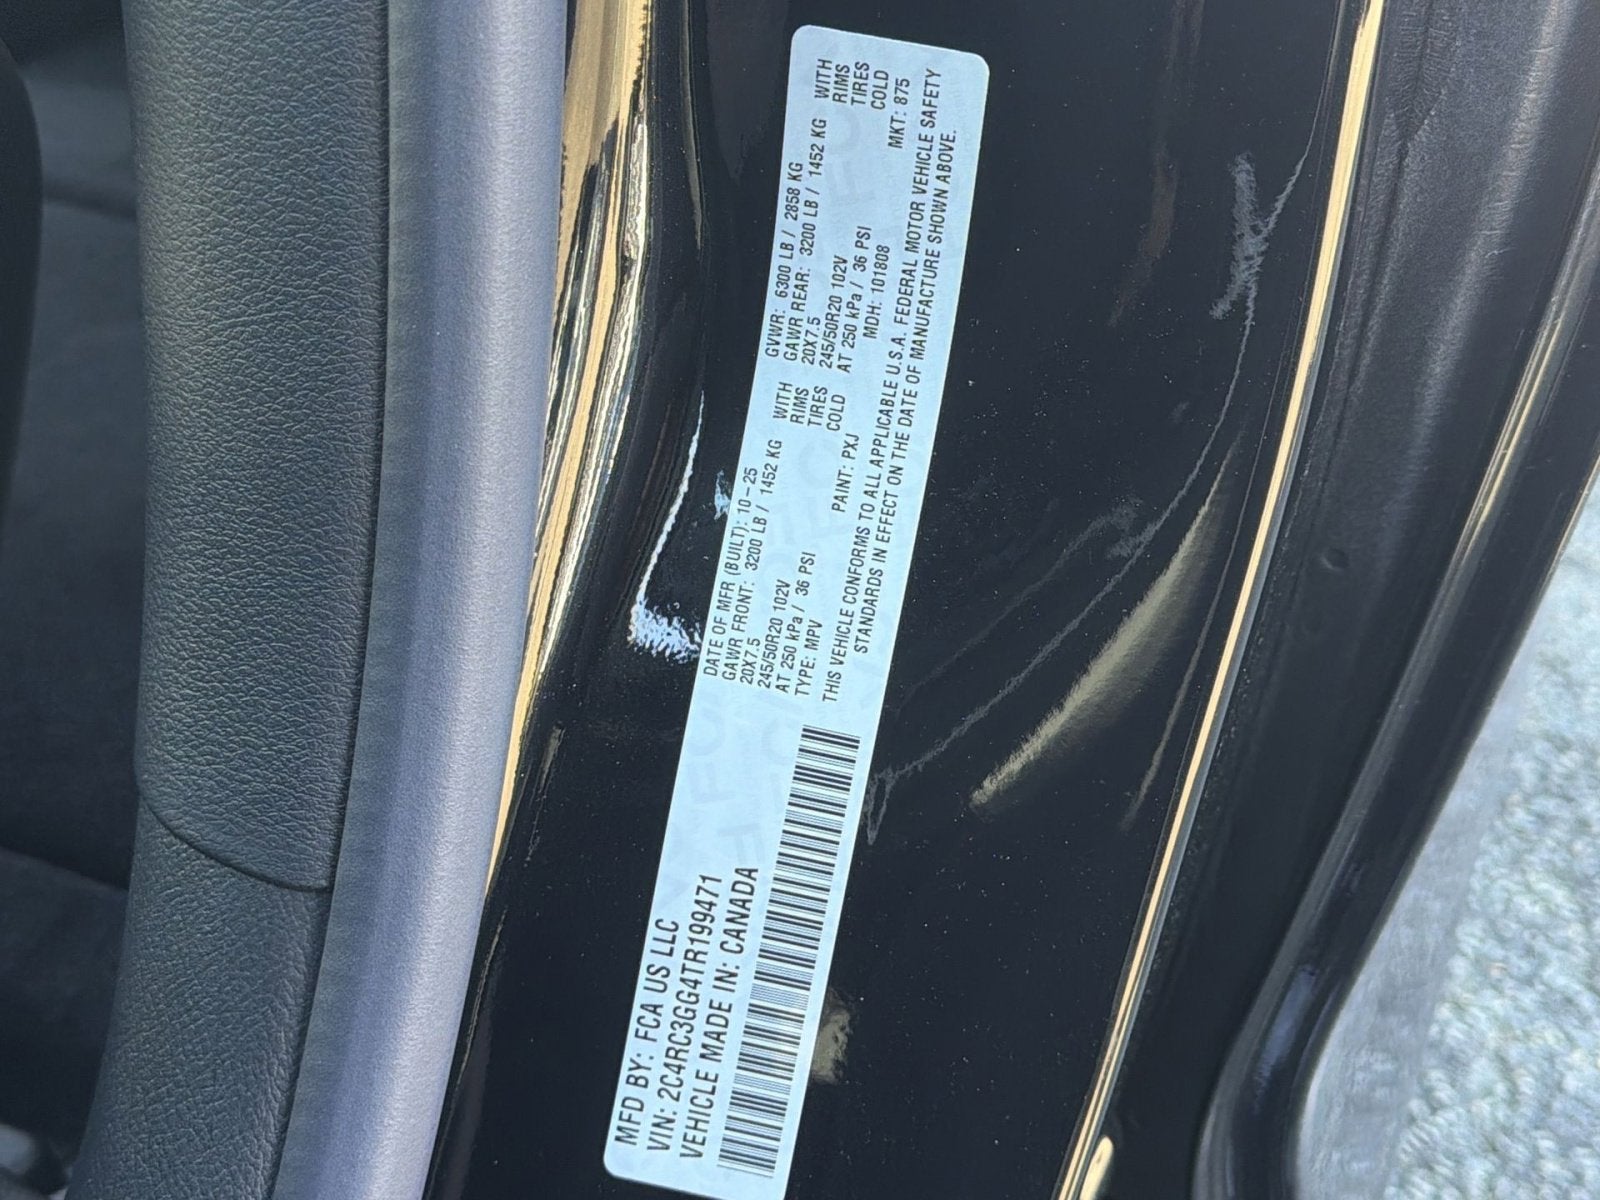 MFD BY: FCA US LLC
VIN: 2C4RC3GG4TR199471
VEHICLE MADE IN: CANADA
DATE OF MFR (BUILT): 10-25 GVWR: 6300 LB / 2858 KG
GAWR FRONT: 3200 LB / 1452 KG WITH GAWR REAR: 3200 LB / 1452 KG WITH
20X7.5 RIMS 20X7.5 RIMS
245/50R20 102V TIRES 245/50R20 102V TIRES
AT 250 kPa / 36 PSI COLD AT 250 kPa / 36 PSI COLD
TYPE: MPV PAINT: PXJ MDH: 101808 MKT: 875
THIS VEHICLE CONFORMS TO ALL APPLICABLE U.S.A. FEDERAL MOTOR VEHICLE SAFETY
STANDARDS IN EFFECT ON THE DATE OF MANUFACTURE SHOWN ABOVE.